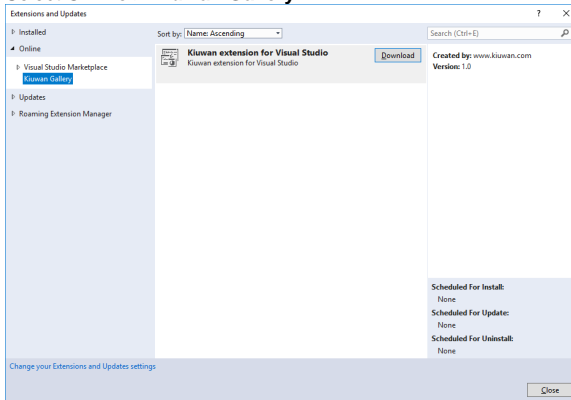 Extensions and Updates
? ×
Installed
Sort by: Name: Ascending
Search (Ctrl+E)
Online
Kiuwan extension for Visual Studio
Kiuwan extension for Visual Studio
Download
Created by: www.kiuwan.com
Version: 1.0
Visual Studio Marketplace
Kiuwan Gallery
Updates
Roaming Extension Manager
Scheduled For Install:
None
Scheduled For Update:
None
Scheduled For Uninstall:
None
Change your Extensions and Updates settings
Close